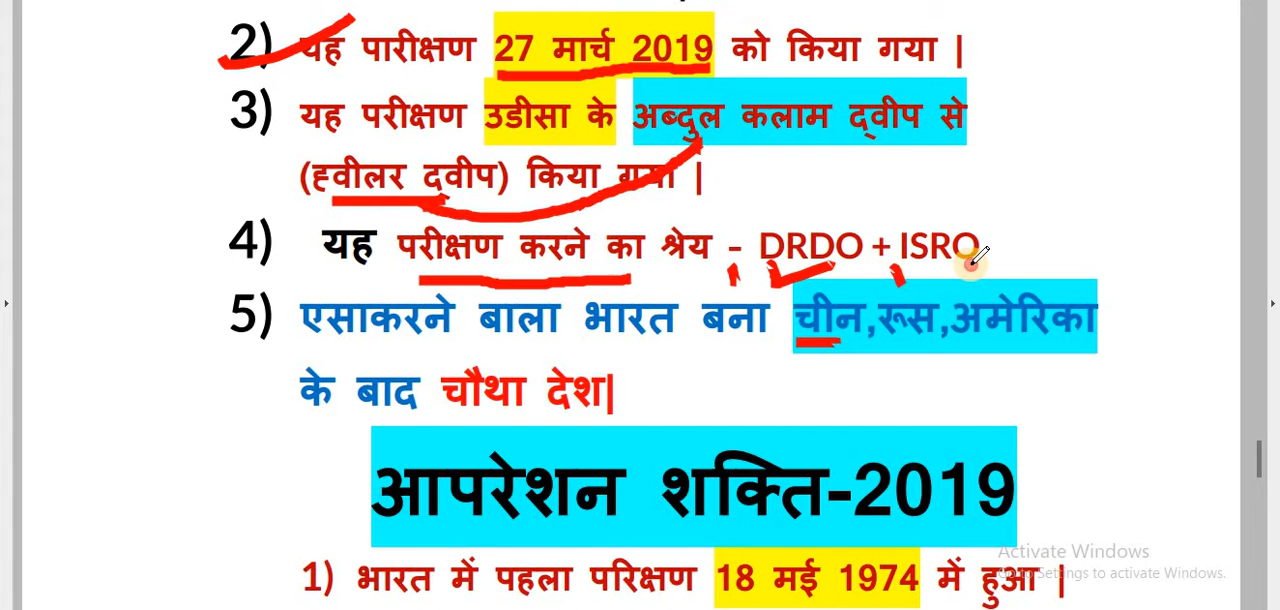 2) यह पारीक्षण 27 मार्च 2019 को किया गया |
3) यह परीक्षण उडीसा के अब्दुल कलाम द्वीप से
(ह्वीलर द्वीप) किया गया |
4) यह परीक्षण करने का श्रेय - DRDO + ISRO
5) एसाकरने बाला भारत बना चीन,रूस,अमेरिका
के बाद चौथा देश|
आपरेशन शक्ति-2019
1) भारत में पहला परिक्षण 18 मई 1974 में हुआ |
Activate Windows
Go to Settings to activate Windows.